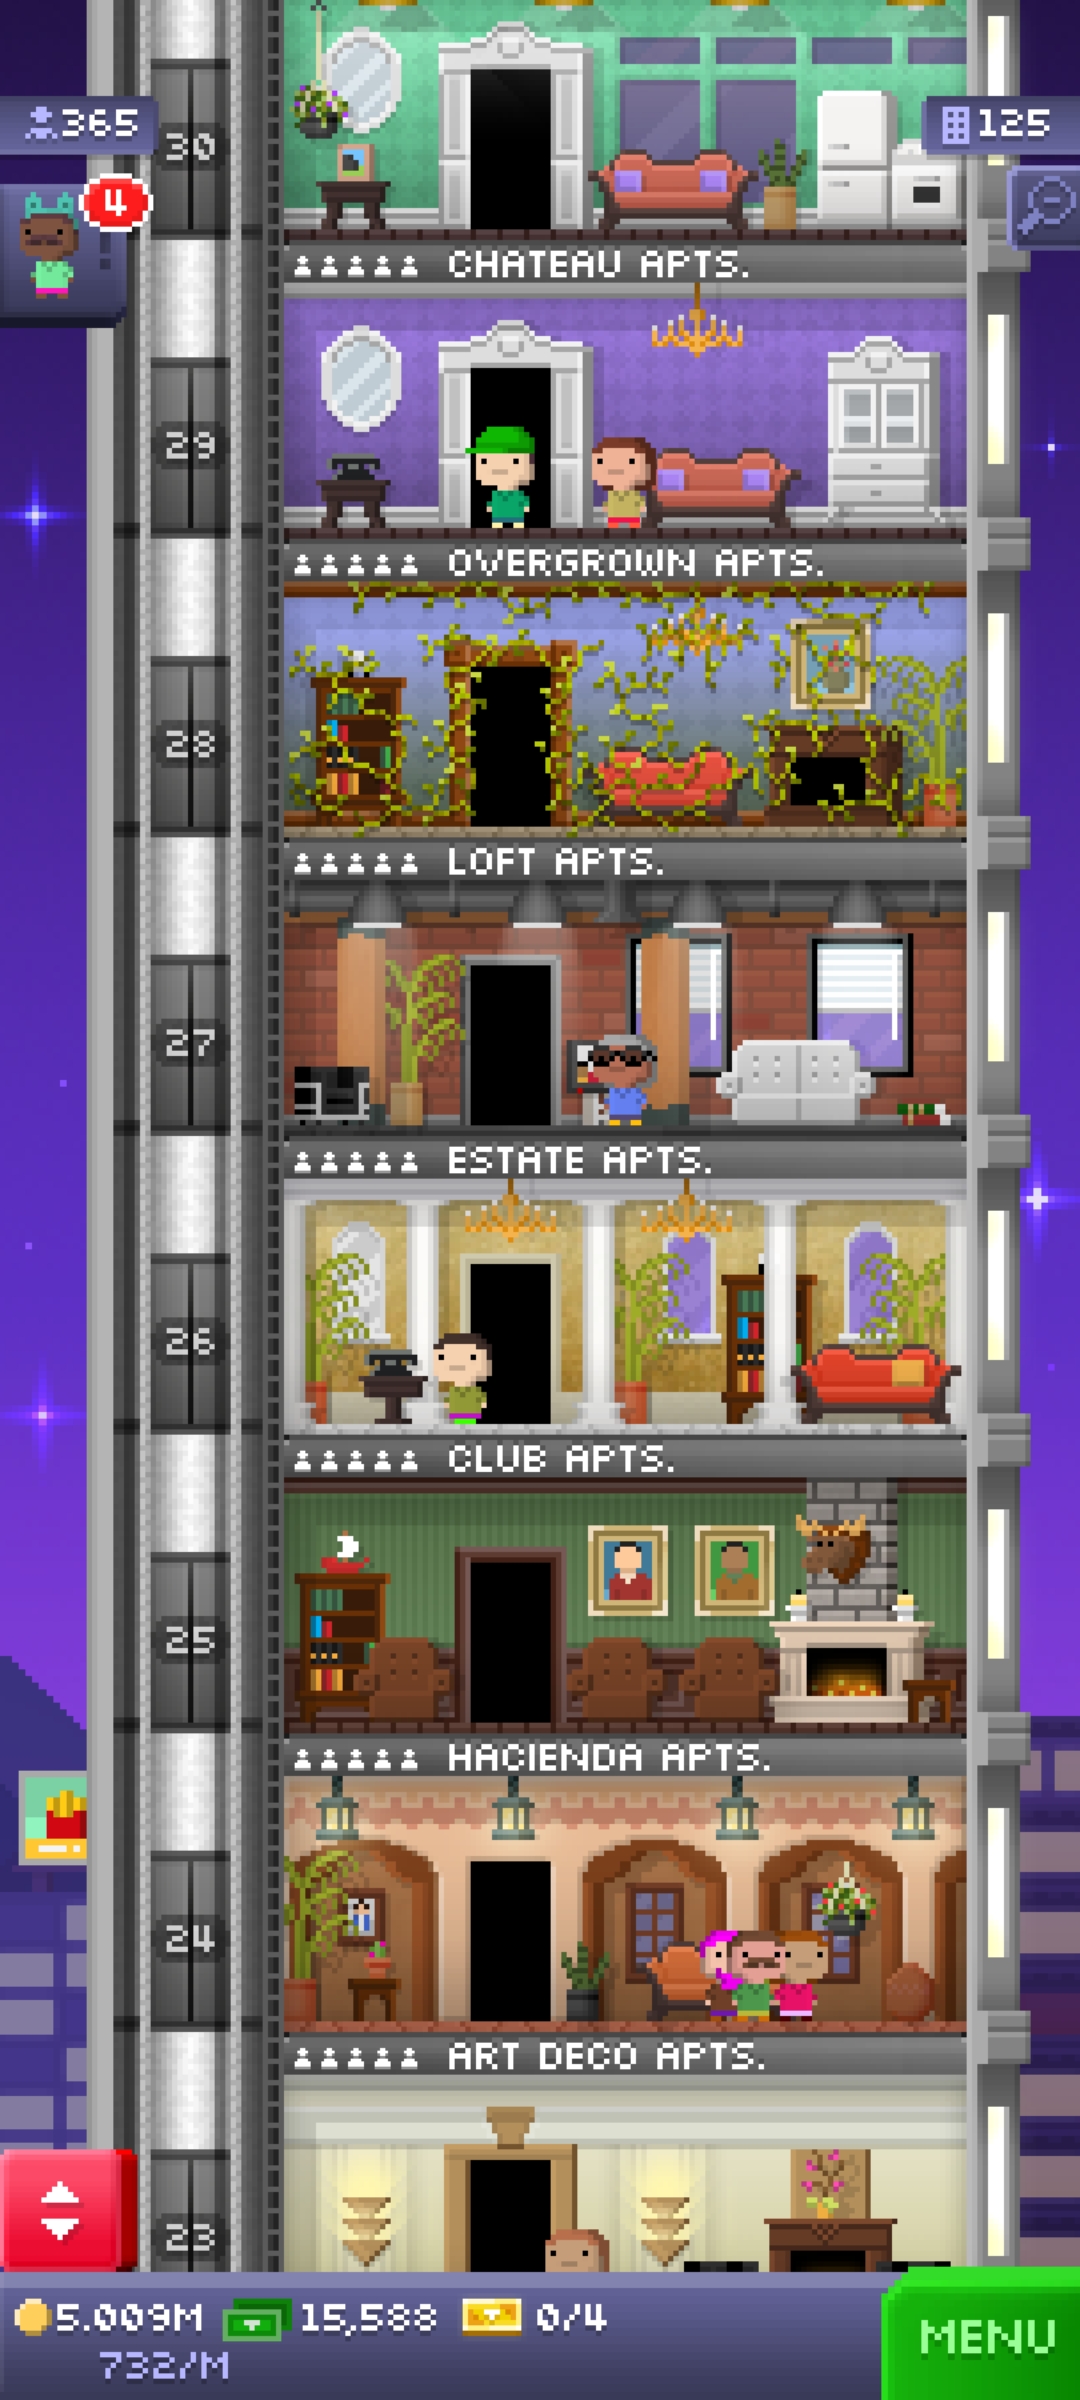 365
125
30
4
CHATEAU APTS.
29
OVERGROWN APTS.
28
LOFT APTS.
27
ESTATE APTS.
26
CLUB APTS.
25
HACIENDA APTS.
24
ART DECO APTS.
23
5.009M 15,588 0/4
732/M
MENU